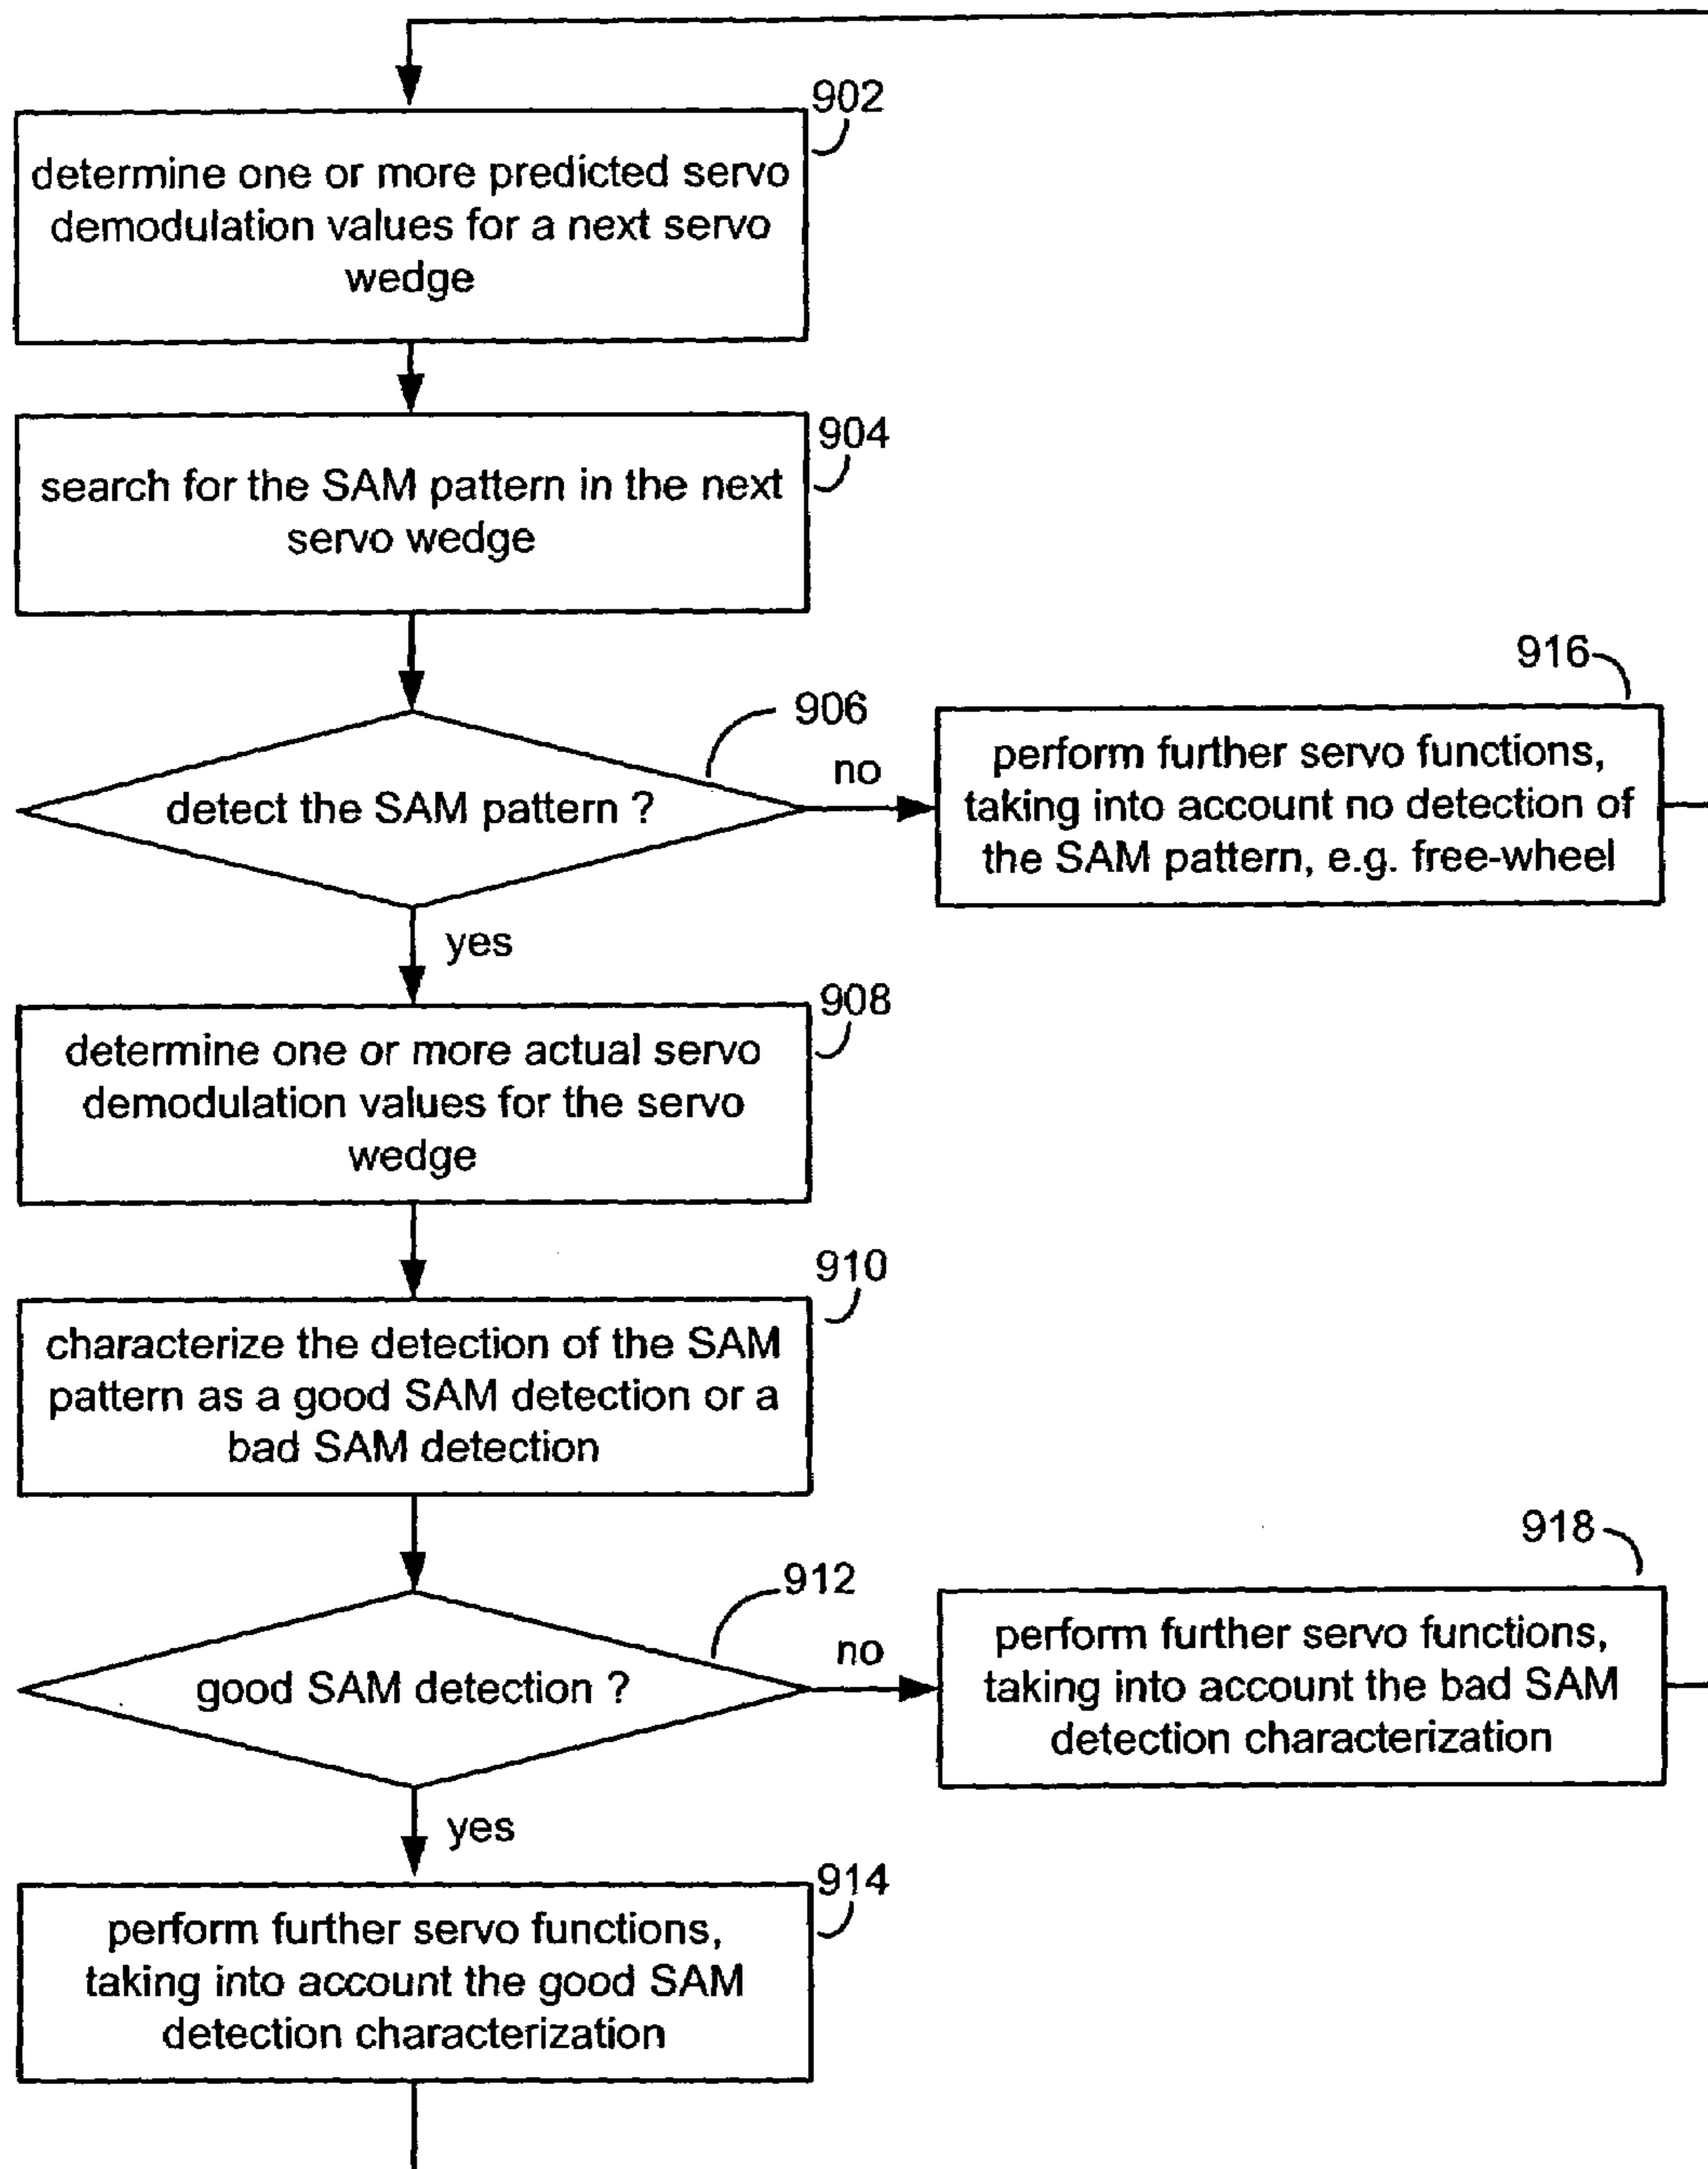 902
determine one or more predicted servo
demodulation values for a next servo
wedge
904
search for the SAM pattern in the next
servo wedge
906
detect the SAM pattern ?
no
916
perform further servo functions,
taking into account no detection of
the SAM pattern, e.g. free-wheel
yes
908
determine one or more actual servo
demodulation values for the servo
wedge
910
characterize the detection of the SAM
pattern as a good SAM detection or a
bad SAM detection
912
good SAM detection ?
no
918
perform further servo functions,
taking into account the bad SAM
detection characterization
yes
914
perform further servo functions,
taking into account the good SAM
detection characterization